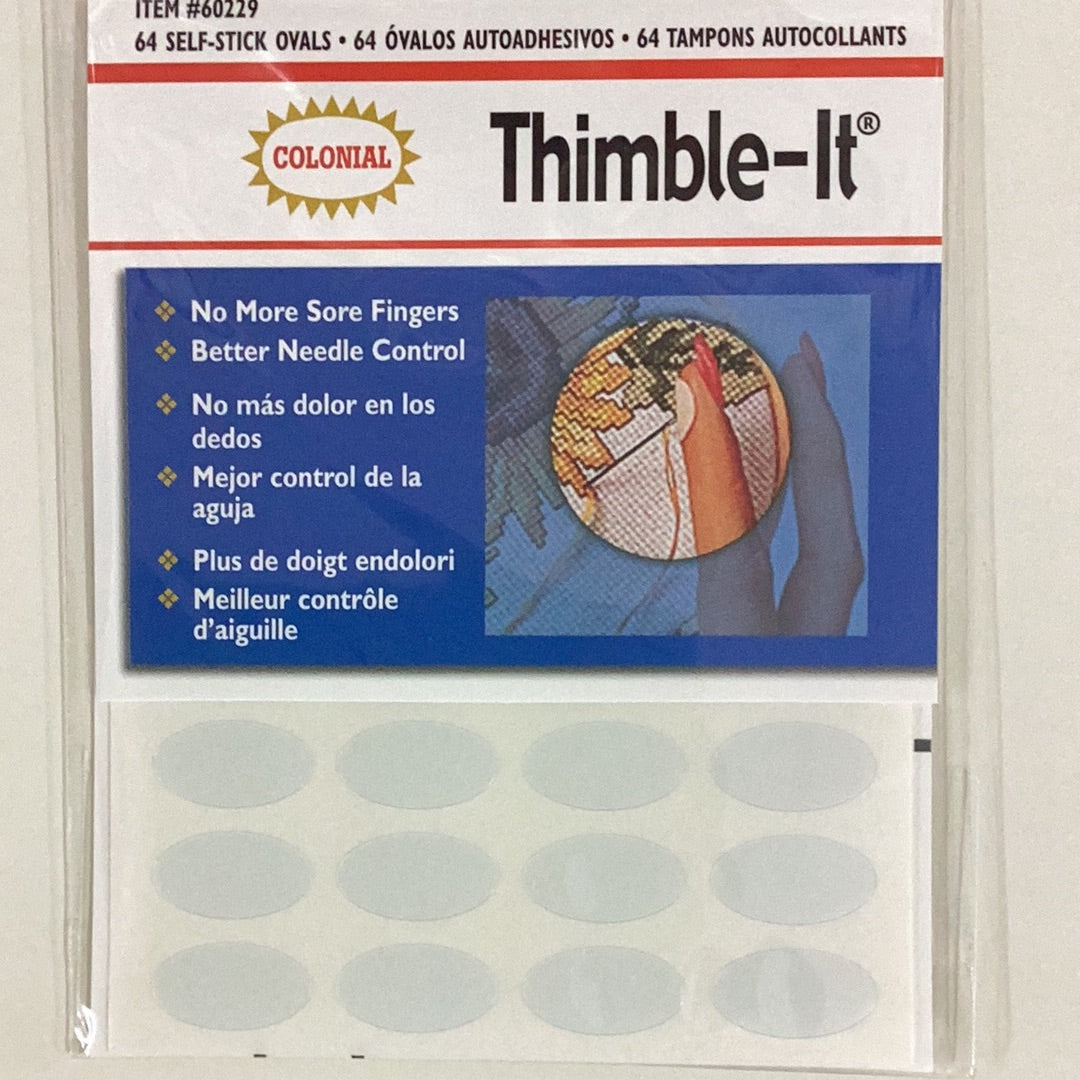 ITEM #60229
64 SELF-STICK OVALS • 64 ÓVALOS AUTOADHESIVOS • 64 TAMPONS AUTOCOLLANTS
COLONIAL
Thimble-It®
❖ No More Sore Fingers
❖ Better Needle Control
❖ No más dolor en los
dedos
❖ Mejor control de la
aguja
❖ Plus de doigt endolori
❖ Meilleur contrôle
d'aiguille